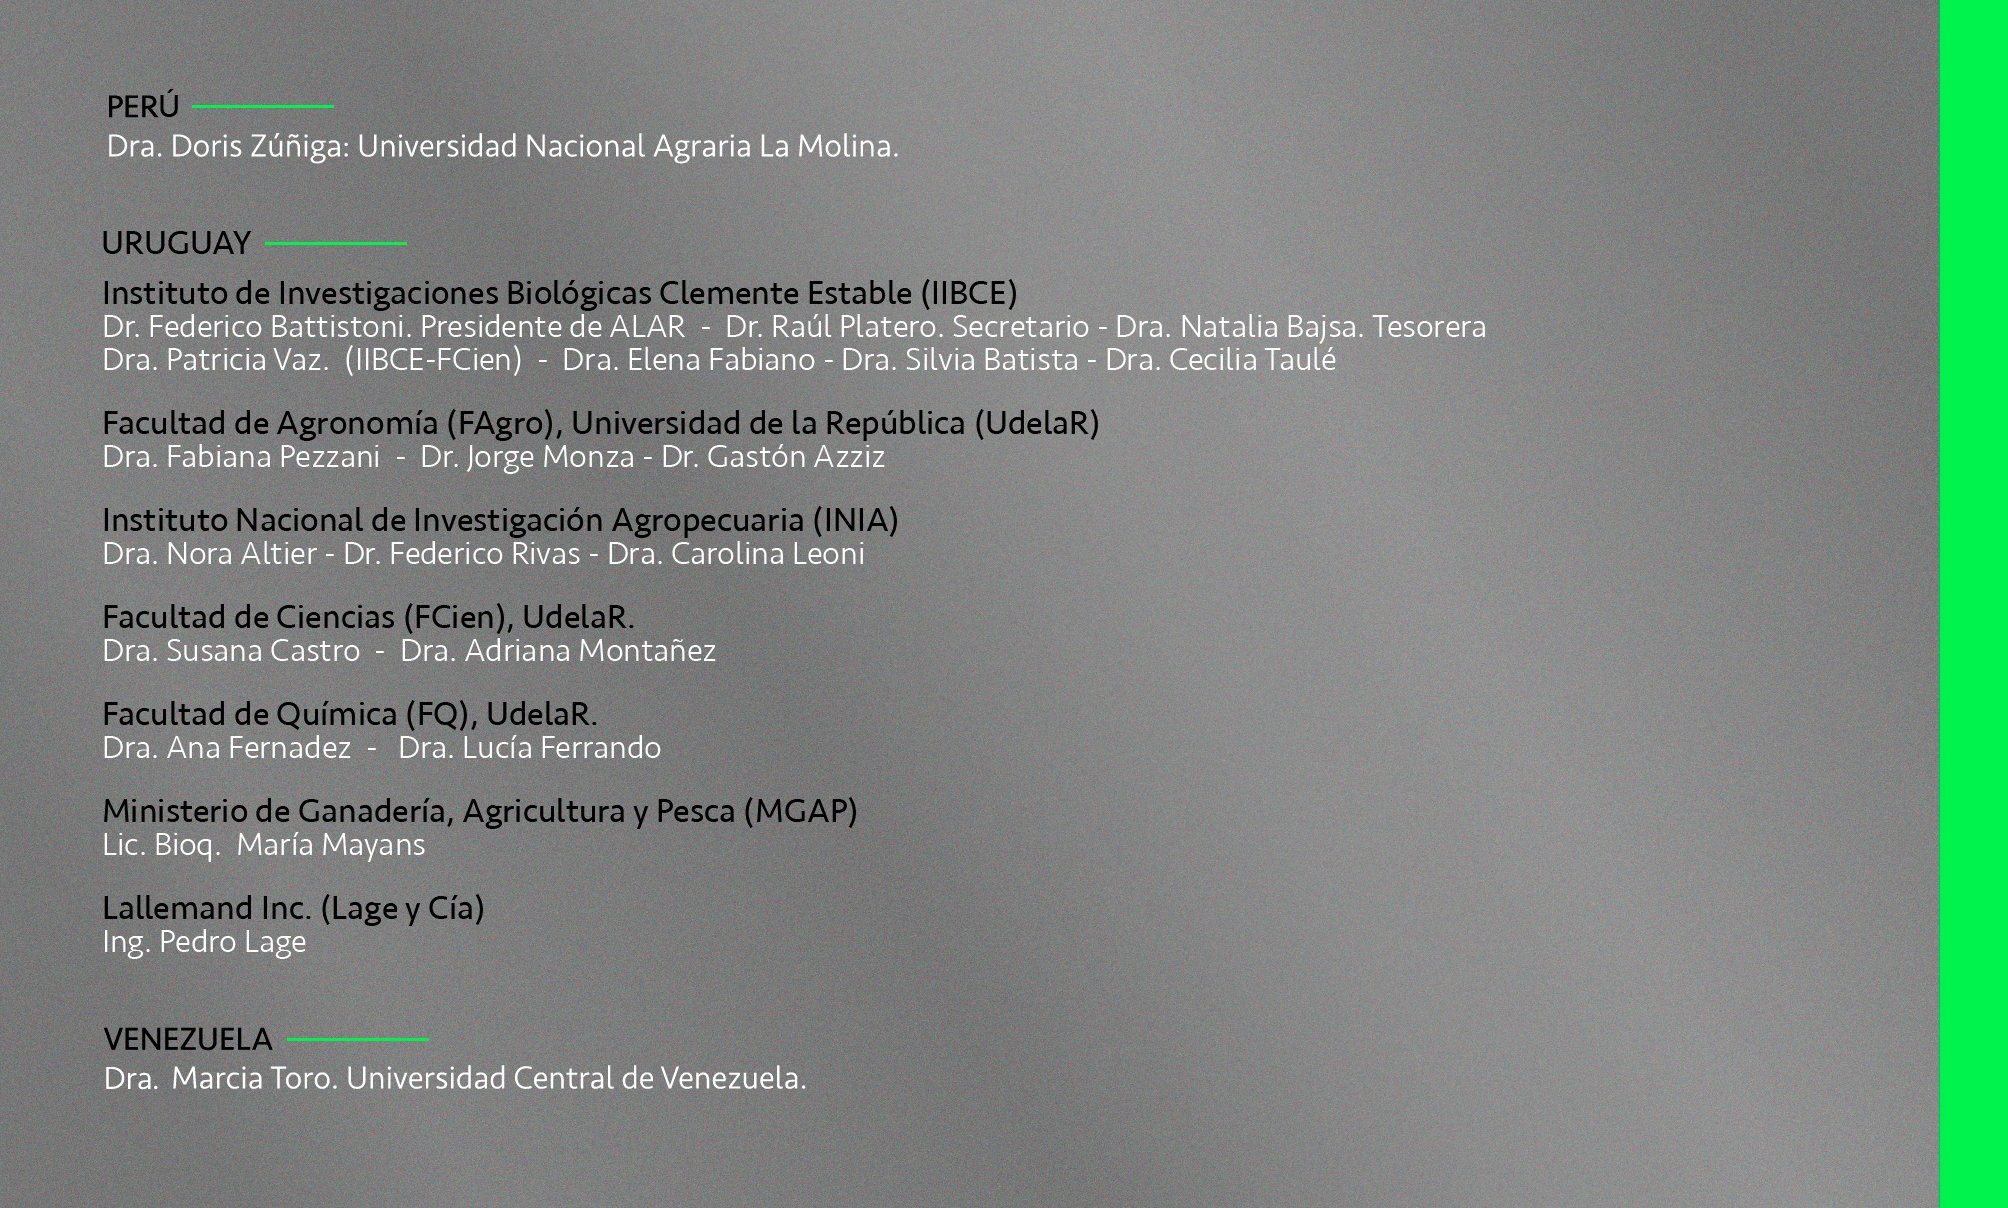 PERÚ
Dra. Doris Zúñiga: Universidad Nacional Agraria La Molina.
URUGUAY
Instituto de Investigaciones Biológicas Clemente Estable (IIBCE)
Dr. Federico Battistoni. Presidente de ALAR - Dr. Raúl Platero. Secretario - Dra. Natalia Bajsa. Tesorera
Dra. Patricia Vaz. (IIBCE-FCien) - Dra. Elena Fabiano - Dra. Silvia Batista - Dra. Cecilia Taulé
Facultad de Agronomía (FAgro), Universidad de la República (UdelaR)
Dra. Fabiana Pezzani - Dr. Jorge Monza - Dr. Gastón Azziz
Instituto Nacional de Investigación Agropecuaria (INIA)
Dra. Nora Altier - Dr. Federico Rivas - Dra. Carolina Leoni
Facultad de Ciencias (FCien), UdelaR.
Dra. Susana Castro - Dra. Adriana Montañez
Facultad de Química (FQ), UdelaR.
Dra. Ana Fernadez - Dra. Lucía Ferrando
Ministerio de Ganadería, Agricultura y Pesca (MGAP)
Lic. Bioq. María Mayans
Lallemand Inc. (Lage y Cía)
Ing. Pedro Lage
VENEZUELA
Dra. Marcia Toro. Universidad Central de Venezuela.